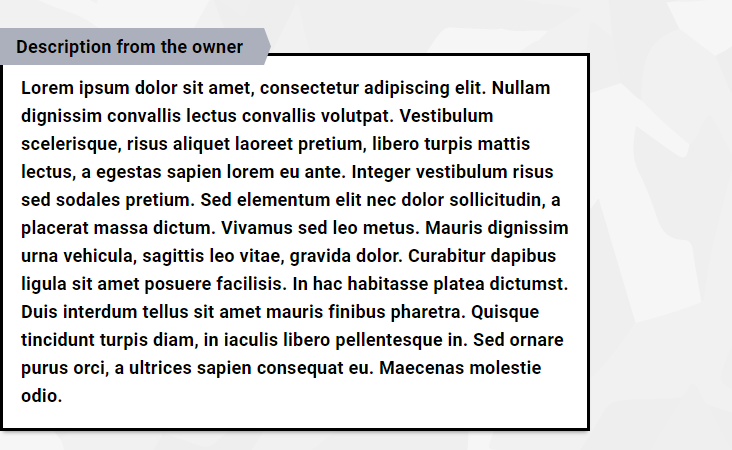 Description from the owner
Lorem ipsum dolor sit amet, consectetur adipiscing elit. Nullam
dignissim convallis lectus convallis volutpat. Vestibulum
scelerisque, risus aliquet laoreet pretium, libero turpis mattis
lectus, a egestas sapien lorem eu ante. Integer vestibulum risus
sed sodales pretium. Sed elementum elit nec dolor sollicitudin, a
placerat massa dictum. Vivamus sed leo metus. Mauris dignissim
urna vehicula, sagittis leo vitae, gravida dolor. Curabitur dapibus
ligula sit amet posuere facilisis. In hac habitasse platea dictumst.
Duis interdum tellus sit amet mauris finibus pharetra. Quisque
tincidunt turpis diam, in iaculis libero pellentesque in. Sed ornare
purus orci, a ultrices sapien consequat eu. Maecenas molestie
odio.